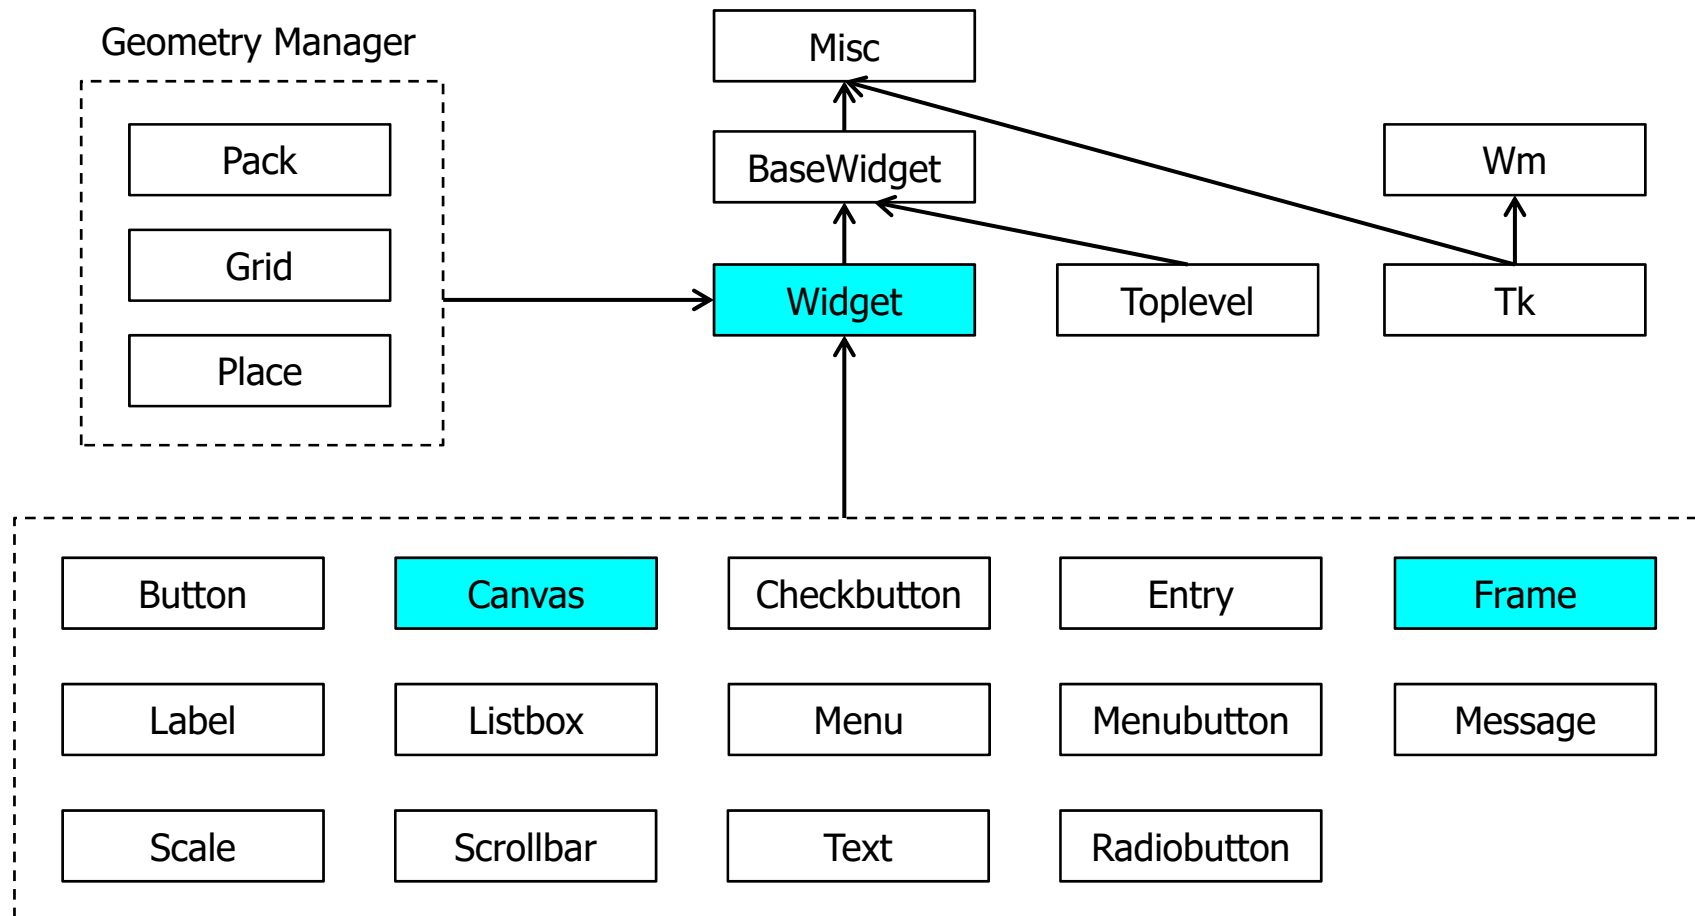 Geometry Manager
Pack
Grid
Place
Misc
BaseWidget
Wm
Widget
Toplevel
Tk
Button
Canvas
Checkbutton
Entry
Frame
Label
Listbox
Menu
Menubutton
Message
Scale
Scrollbar
Text
Radiobutton